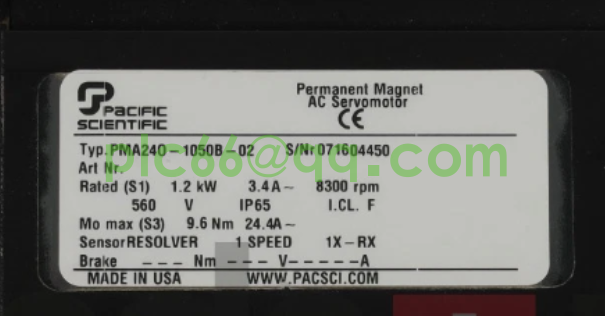 PACIFIC
SCIENTIFIC
Permanent Magnet
AC Servomotor
CE
Typ. PMA240-1050B-02 S/Nr 071604450
Art Nr.
Rated (S1) 1.2 kW 3.4 A~ 8300 rpm
560 V IP65 I.CL. F
Mo max (S3) 9.6 Nm 24.4A~
Sensor RESOLVER 1 SPEED 1X-RX
Brake --- Nm --- V-----A
MADE IN USA WWW.PACSCI.COM
plc66@qq.com